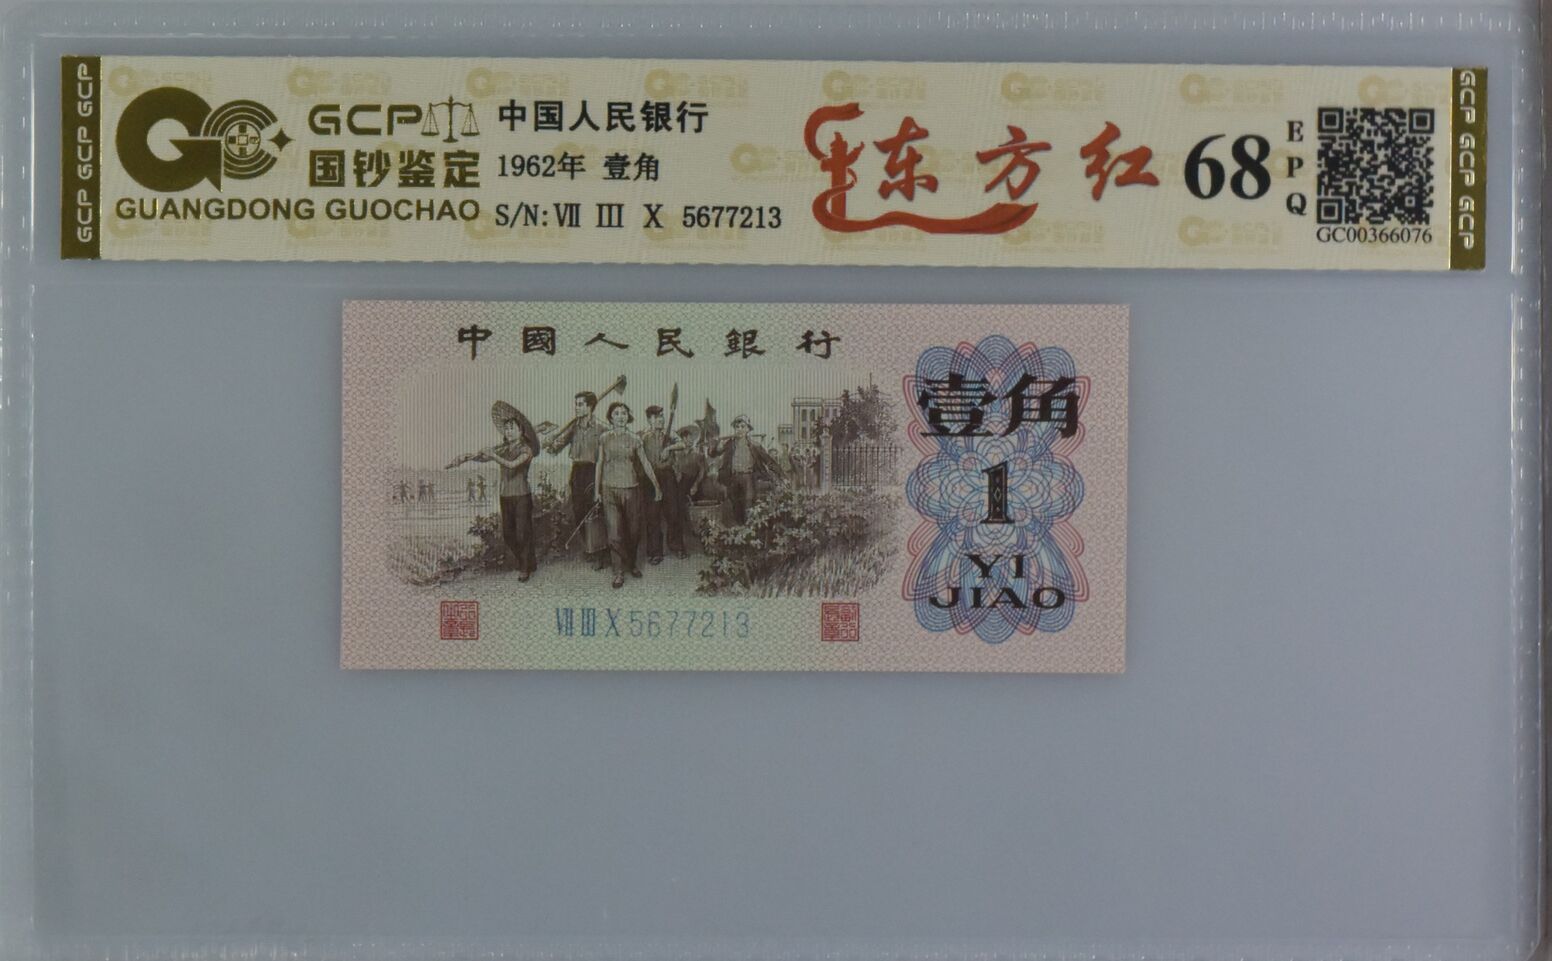 GCP GCP GCP
GCP
国钞鉴定
GUANGDONG GUOCHAO
中国人民银行
1962年 壹角
S/N: Ⅶ Ⅲ Ⅹ 5677213
东方红
68
EPQ
GC00366076
GCP GCP GCP
中國人民銀行
壹角
1
YI
JIAO
Ⅶ Ⅲ Ⅹ 5677213